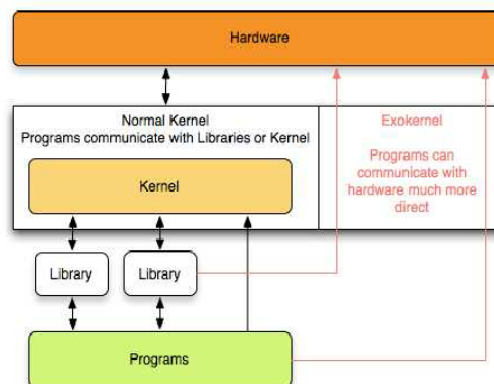 Hardware
Normal Kernel
Programs communicate with Libraries or Kernel
Kernel
Exokernel
Programs can
communicate with
hardware much more
direct
Library
Library
Programs